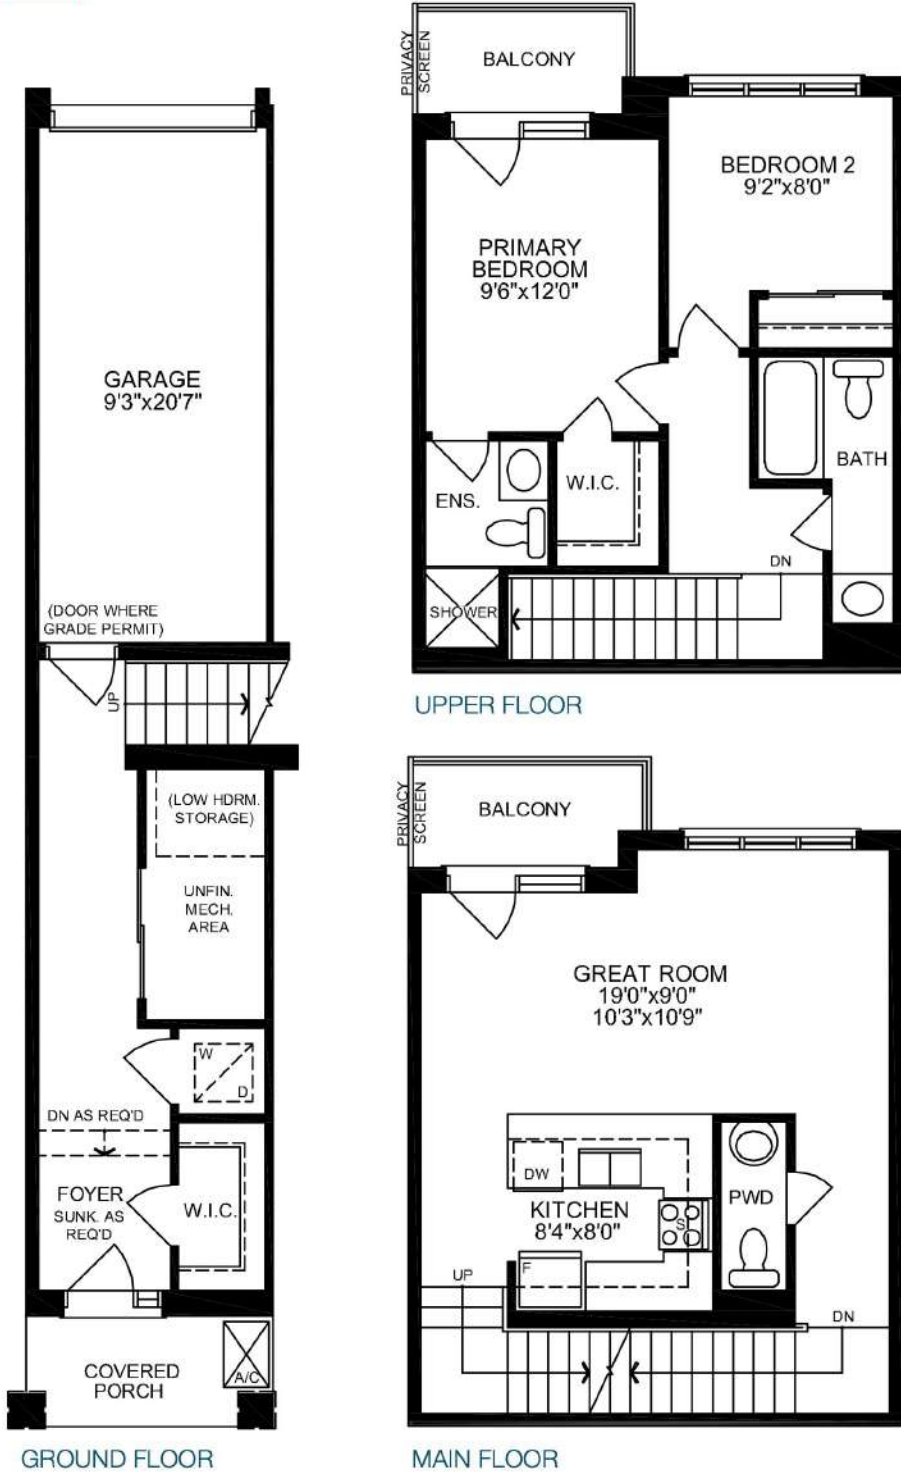 GARAGE
9'3"x20'7"
(DOOR WHERE
GRADE PERMIT)
UP
(LOW HDRM.
STORAGE)
UNFIN.
MECH.
AREA
W
D
DN AS REQ'D
FOYER
SUNK. AS
REQ'D
W.I.C.
COVERED
PORCH
A/C
GROUND FLOOR
PRIVACY
SCREEN
BALCONY
BEDROOM 2
9'2"x8'0"
PRIMARY
BEDROOM
9'6"x12'0"
BATH
ENS.
W.I.C.
DN
SHOWER
UPPER FLOOR
PRIVACY
SCREEN
BALCONY
GREAT ROOM
19'0"x9'0"
10'3"x10'9"
DW
KITCHEN
8'4"x8'0"
S
PWD
F
UP
DN
MAIN FLOOR